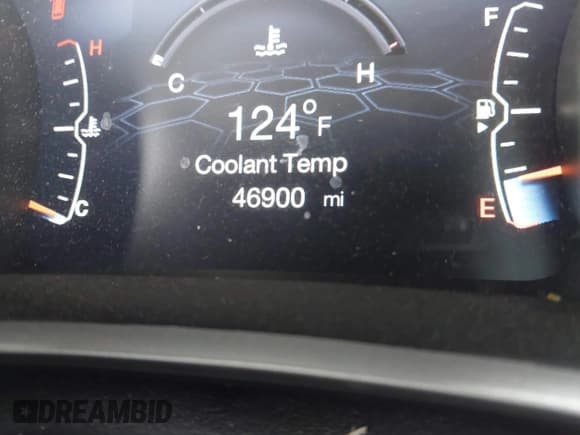 H
C H
F
124°F
Coolant Temp
46900 mi
C
E
DREAMBID